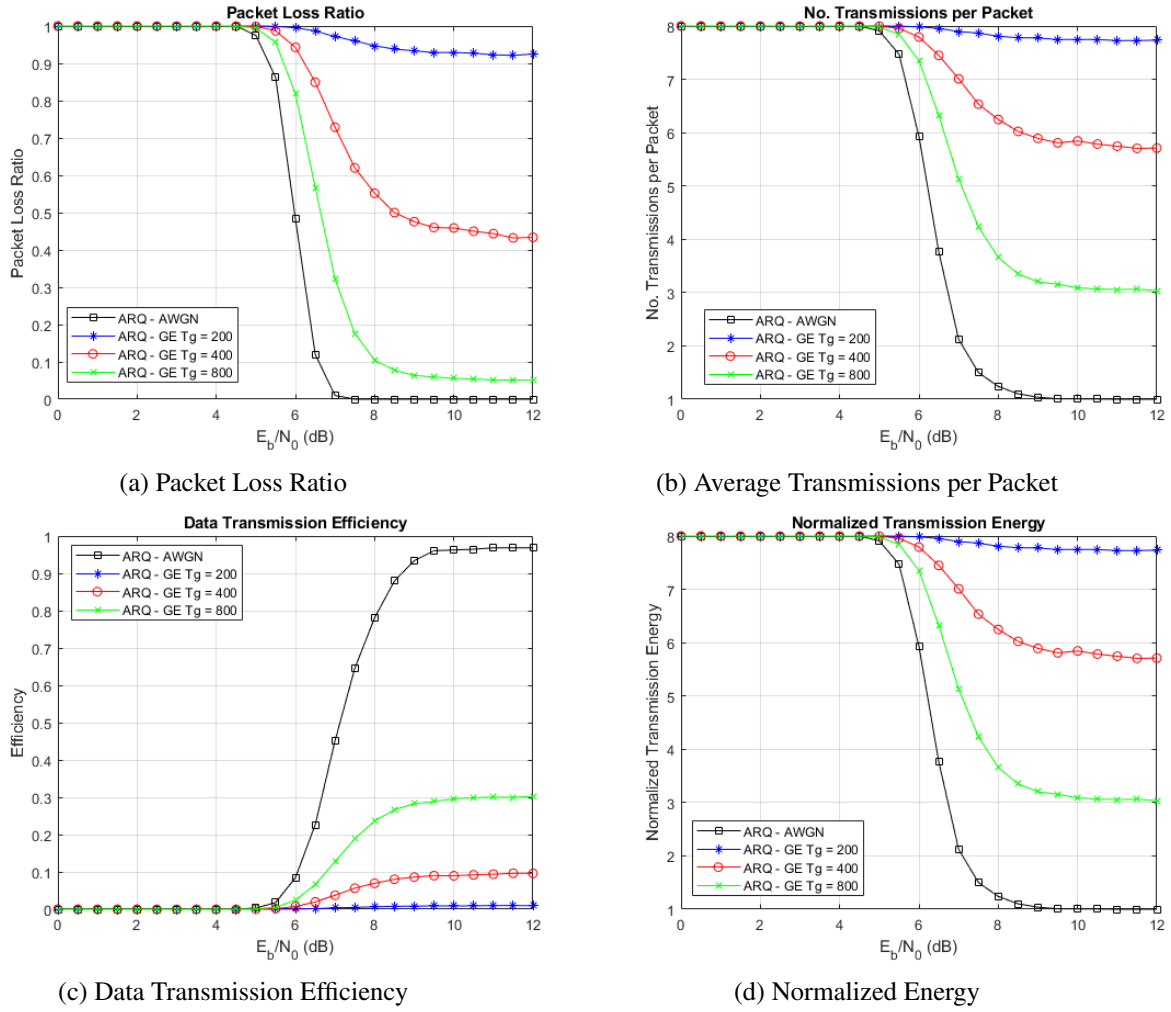 Packet Loss Ratio
1
0.9
0.8
0.7
0.6
0.5
0.4
0.3
0.2
0.1
0
Packet Loss Ratio
ARQ - AWGN
ARQ - GE Tg = 200
ARQ - GE Tg = 400
ARQ - GE Tg = 800
0 2 4 6 8 10 12
E_b/N_0 (dB)
(a) Packet Loss Ratio
No. Transmissions per Packet
8
7
6
5
4
3
2
1
No. Transmissions per Packet
ARQ - AWGN
ARQ - GE Tg = 200
ARQ - GE Tg = 400
ARQ - GE Tg = 800
0 2 4 6 8 10 12
E_b/N_0 (dB)
(b) Average Transmissions per Packet
Data Transmission Efficiency
1
0.9
0.8
0.7
0.6
0.5
0.4
0.3
0.2
0.1
0
Efficiency
ARQ - AWGN
ARQ - GE Tg = 200
ARQ - GE Tg = 400
ARQ - GE Tg = 800
0 2 4 6 8 10 12
E_b/N_0 (dB)
(c) Data Transmission Efficiency
Normalized Transmission Energy
8
7
6
5
4
3
2
1
Normalized Transmission Energy
ARQ - AWGN
ARQ - GE Tg = 200
ARQ - GE Tg = 400
ARQ - GE Tg = 800
0 2 4 6 8 10 12
E_b/N_0 (dB)
(d) Normalized Energy